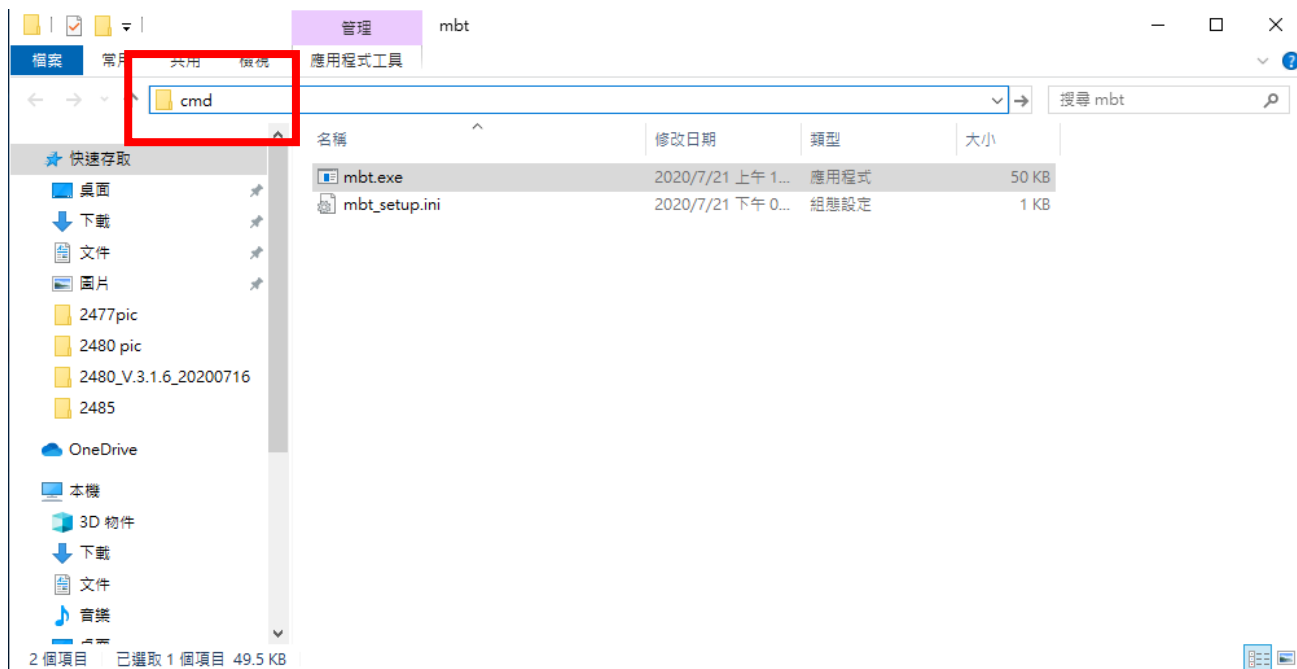 管理 mbt
檔案 常用 共用 檢視 應用程式工具
cmd 搜尋 mbt
名稱 修改日期 類型 大小
快速存取
桌面
下載
文件
圖片
2477pic
2480 pic
2480_V.3.1.6_20200716
2485
OneDrive
本機
3D 物件
下載
文件
音樂
桌面
mbt.exe 2020/7/21 上午 1... 應用程式 50 KB
mbt_setup.ini 2020/7/21 下午 0... 組態設定 1 KB
2 個項目 已選取 1 個項目 49.5 KB